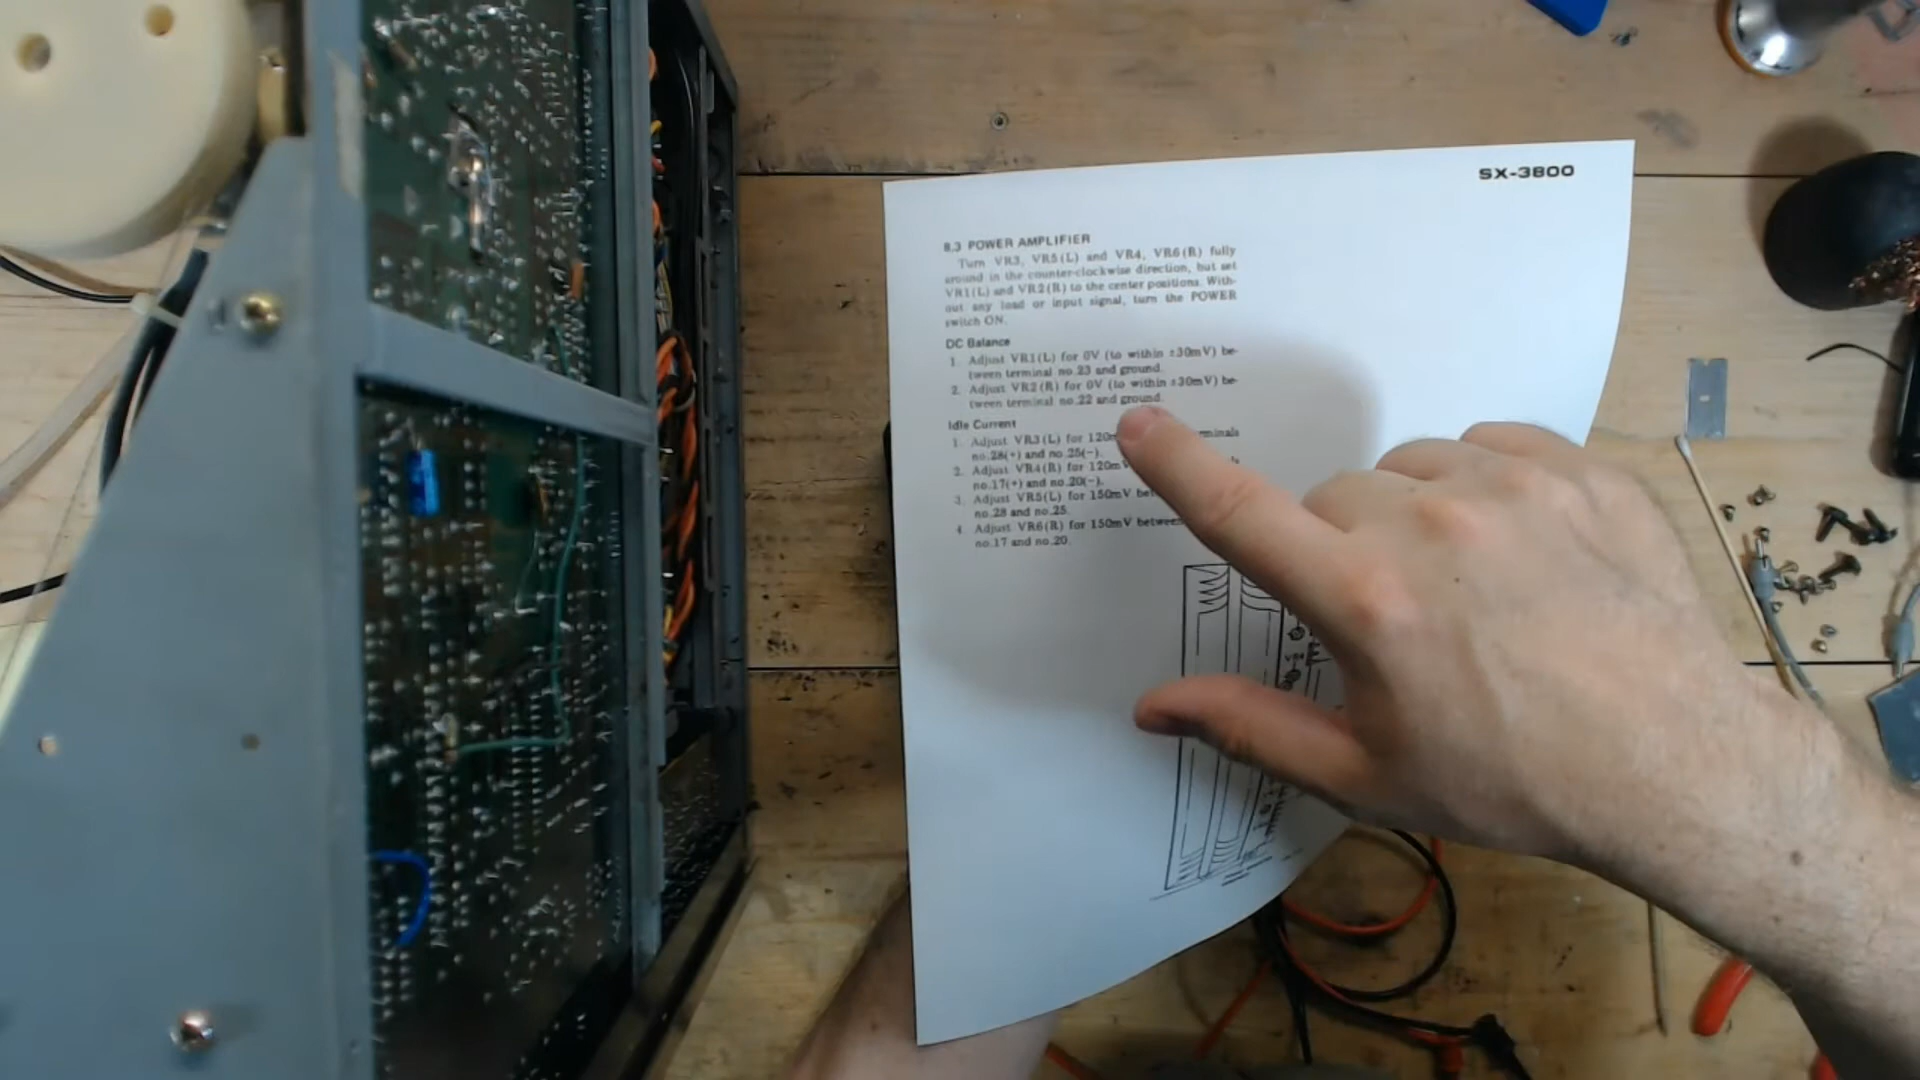 SX-3800
8.3 POWER AMPLIFIER
Turn VR3, VR5(L) and VR4, VR6(R) fully
around in the counter-clockwise direction, but set
VR1(L) and VR2(R) to the center positions. With-
out any load or input signal, turn the POWER
switch ON.
DC Balance
1. Adjust VR1(L) for 0V (to within ±30mV) be-
tween terminal no.23 and ground.
2. Adjust VR2(R) for 0V (to within ±30mV) be-
tween terminal no.22 and ground.
Idle Current
1. Adjust VR3(L) for
no.28(+) and no.25(-).
2. Adjust VR4(R) for 120mV
no.17(+) and no.20(-).
3. Adjust VR5(L) for 150mV
no.28 and no.25.
4. Adjust VR6(R) for 150mV between
no.17 and no.20.